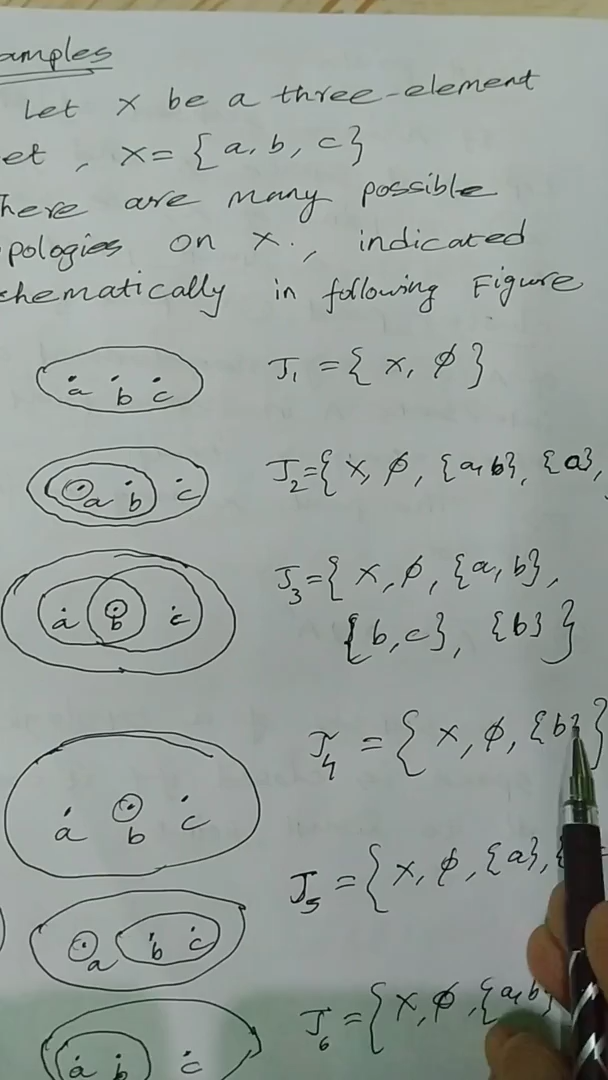 amples
Let X be a three-element
et, X = {a, b, c}
here are many possible
pologies on X., indicated
hematically in following Figure
a b c
J1 = {X, φ}
a b c
J2 = {X, φ, {a, b}, {a},
a b c
J3 = {X, φ, {a, b},
{b, c}, {b}}
J4 = {X, φ, {b}}
a b c
J5 = {X, φ, {a}, {
a b c
J6 = {X, φ, {a, b
a b c